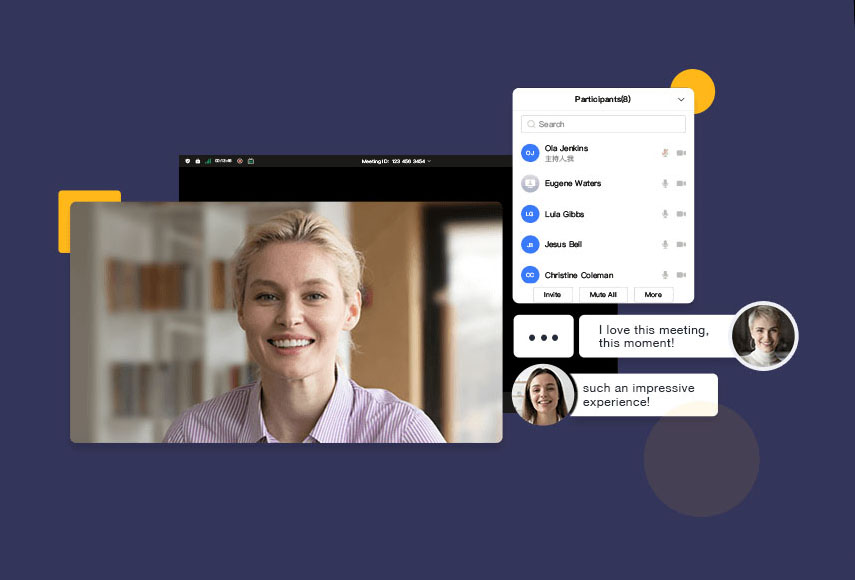 00:13:46
Meeting ID: 123 456 3454
Participants(8)
Search
OJ
Ola Jenkins
主持人,我
Eugene Waters
LG
Lula Gibbs
JB
Jesus Bell
CC
Christine Coleman
Invite
Mute All
More
I love this meeting,
this moment!
such an impressive
experience!